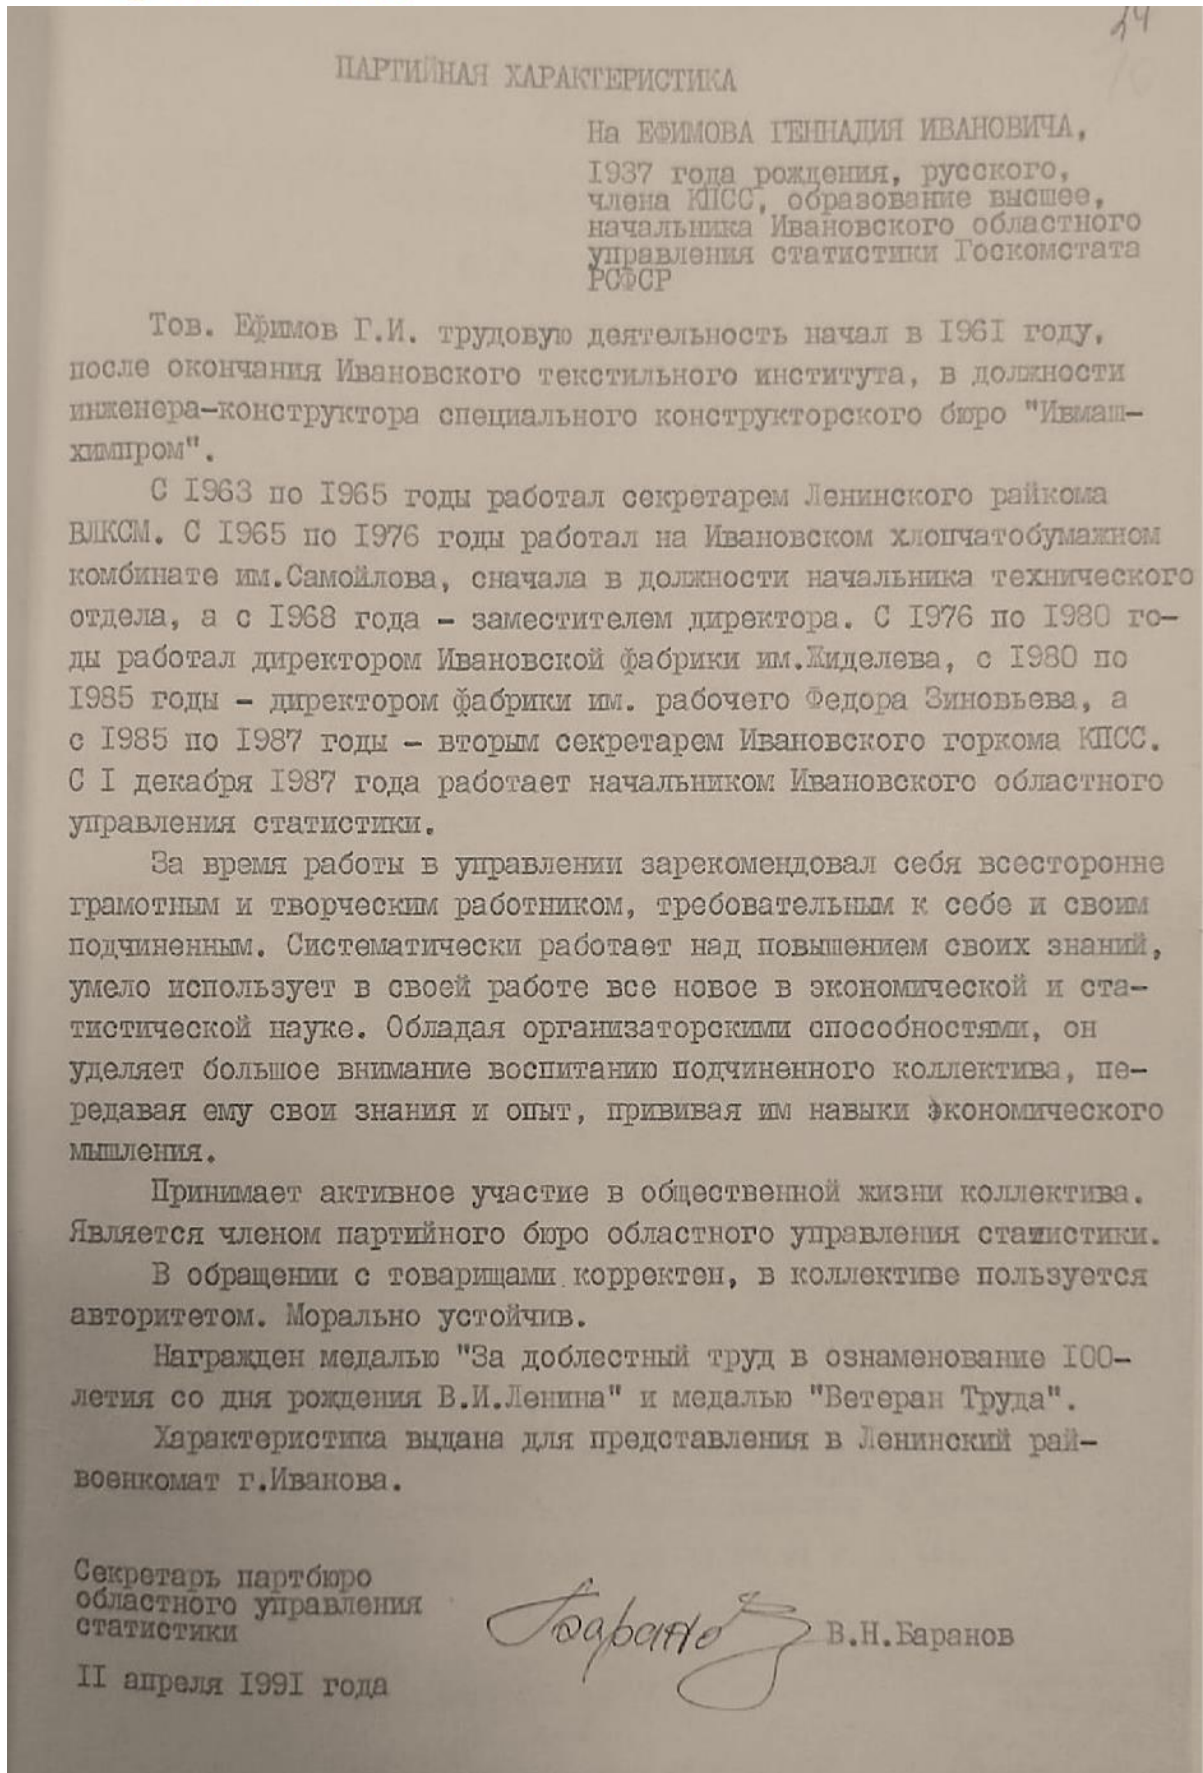 24
ПАРТИЙНАЯ ХАРАКТЕРИСТИКА
На ЕФИМОВА ГЕННАДИЯ ИВАНОВИЧА,
1937 года рождения, русского,
члена КПСС, образование высшее,
начальника Ивановского областного
управления статистики Госкомстата
РСФСР
Тов. Ефимов Г.И. трудовую деятельность начал в 1961 году,
после окончания Ивановского текстильного института, в должности
инженера-конструктора специального конструкторского бюро "Ивмаш-
химпром".
С 1963 по 1965 годы работал секретарем Ленинского райкома
ВЛКСМ. С 1965 по 1976 годы работал на Ивановском хлопчатобумажном
комбинате им.Самойлова, сначала в должности начальника технического
отдела, а с 1968 года - заместителем директора. С 1976 по 1980 го-
ды работал директором Ивановской фабрики им.Жиделева, с 1980 по
1985 годы - директором фабрики им. рабочего Федора Зиновьева, а
с 1985 по 1987 годы - вторым секретарем Ивановского горкома КПСС.
С I декабря 1987 года работает начальником Ивановского областного
управления статистики.
За время работы в управлении зарекомендовал себя всесторонне
грамотным и творческим работником, требовательным к себе и своим
подчиненным. Систематически работает над повышением своих знаний,
умело использует в своей работе все новое в экономической и ста-
тистической науке. Обладая организаторскими способностями, он
уделяет большое внимание воспитанию подчиненного коллектива, пе-
редавая ему свои знания и опыт, прививая им навыки экономического
мышления.
Принимает активное участие в общественной жизни коллектива.
Является членом партийного бюро областного управления статистики.
В обращении с товарищами корректен, в коллективе пользуется
авторитетом. Морально устойчив.
Награжден медалью "За доблестный труд в ознаменование 100-
летия со дня рождения В.И.Ленина" и медалью "Ветеран Труда".
Характеристика выдана для представления в Ленинский рай-
военкомат г.Иванова.
Секретарь партбюро
областного управления
статистики
Баранов
В.Н.Баранов
II апреля 1991 года